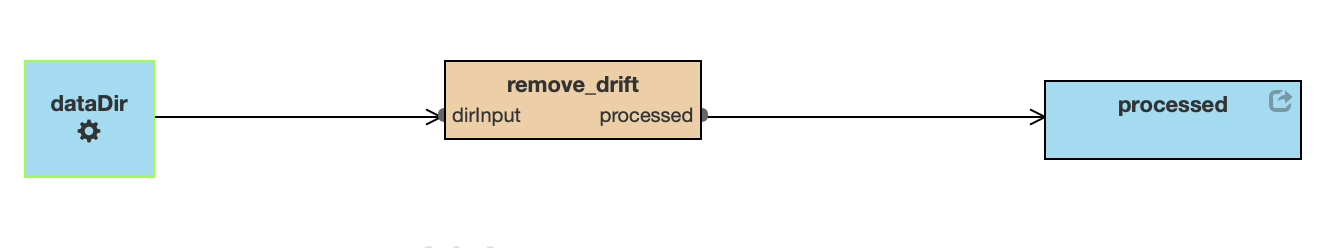 dataDir
remove_drift
dirInput processed
processed